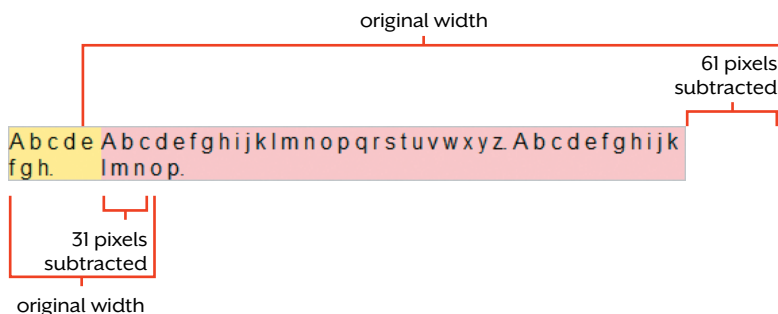 original width
61 pixels
subtracted
A b c d e
f g h.
A b c d e f g h i j k l m n o p q r s t u v w x y z. A b c d e f g h i j k
l m n o p.
31 pixels
subtracted
original width